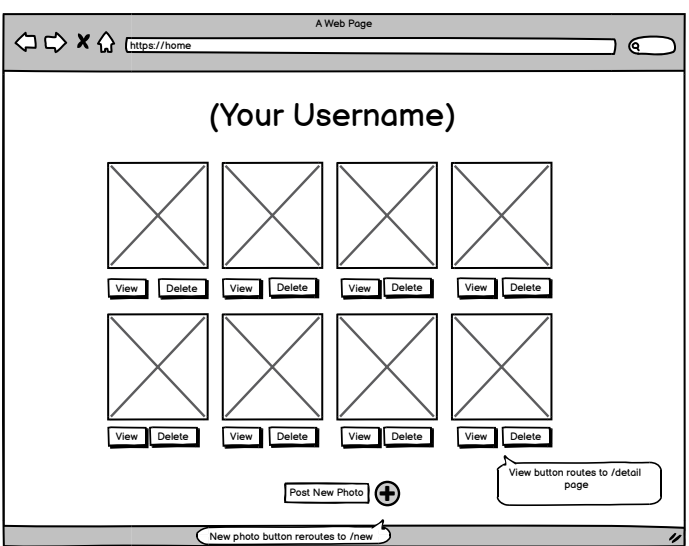 A Web Page
https://home
(Your Username)
View Delete View Delete View Delete View Delete
View Delete View Delete View Delete View Delete
View button routes to /detail
page
Post New Photo
New photo button reroutes to /new